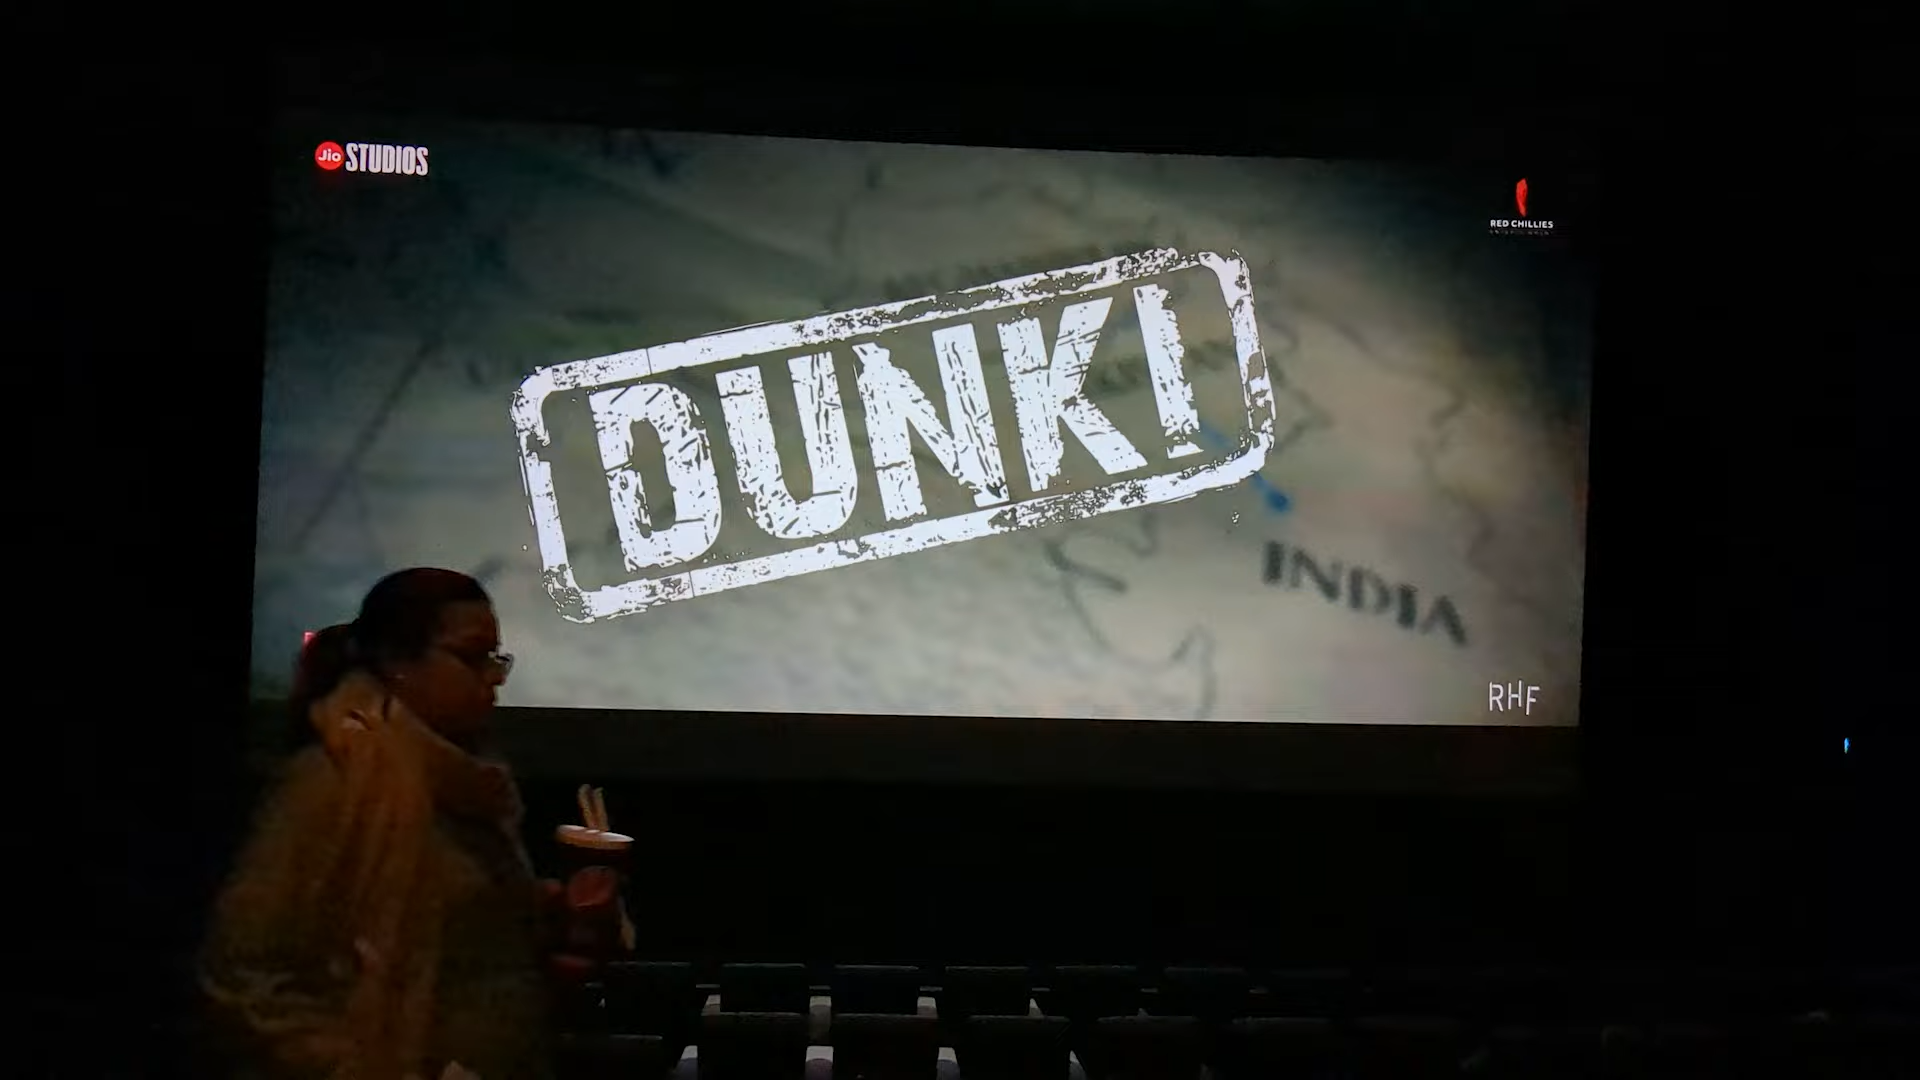 Jio STUDIOS
RED CHILLIES
DUNKI
INDIA
RHF